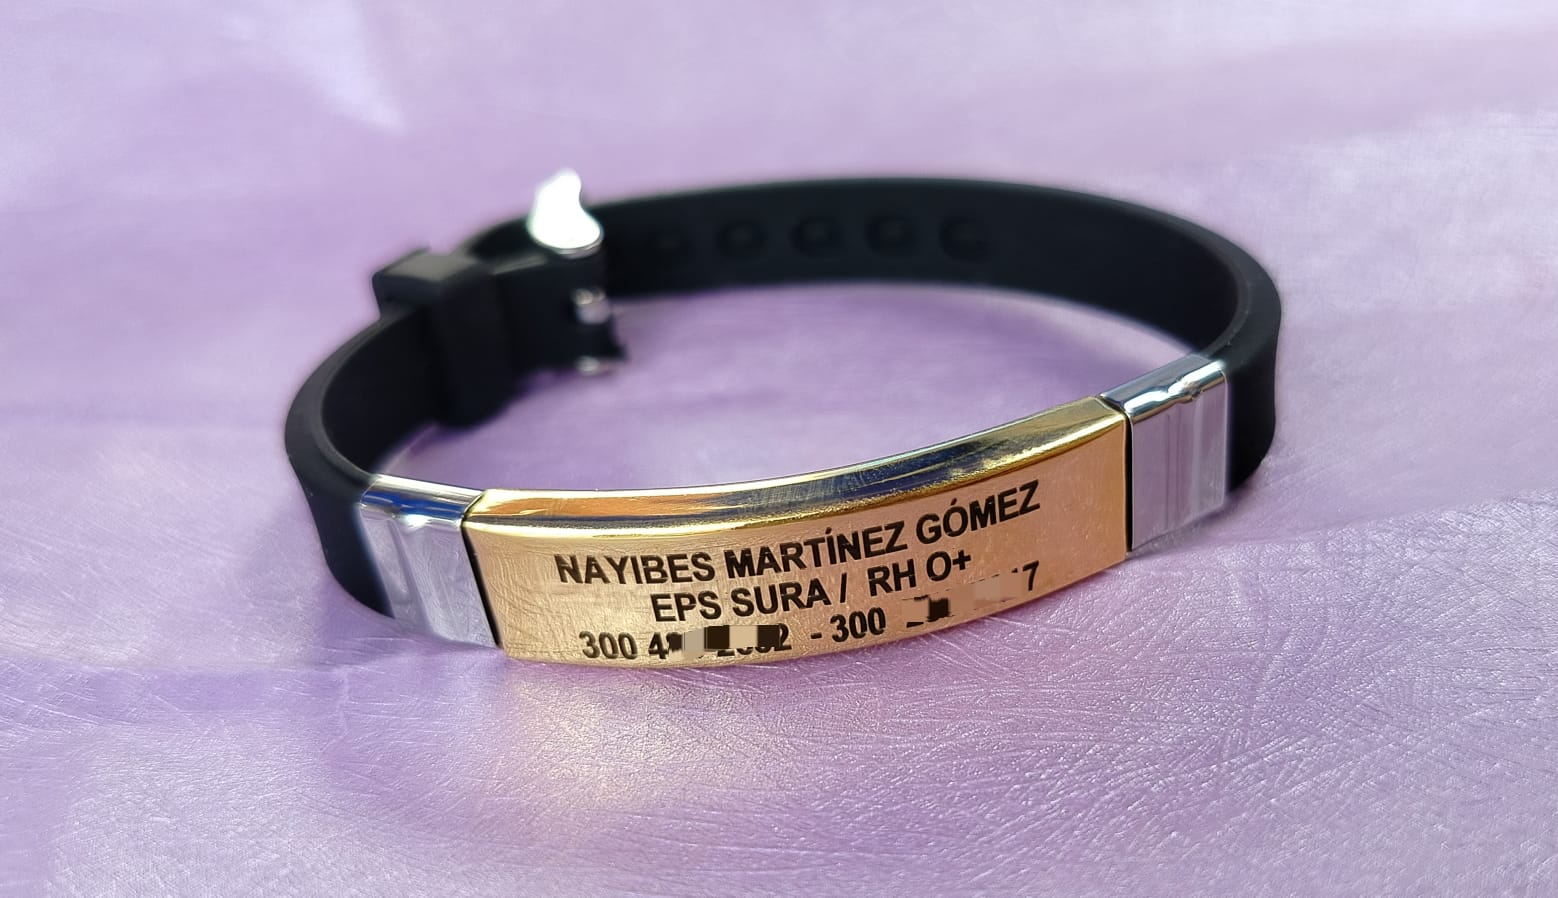 NAYIBES MARTÍNEZ GÓMEZ
EPS SURA / RH O+
300 - 300